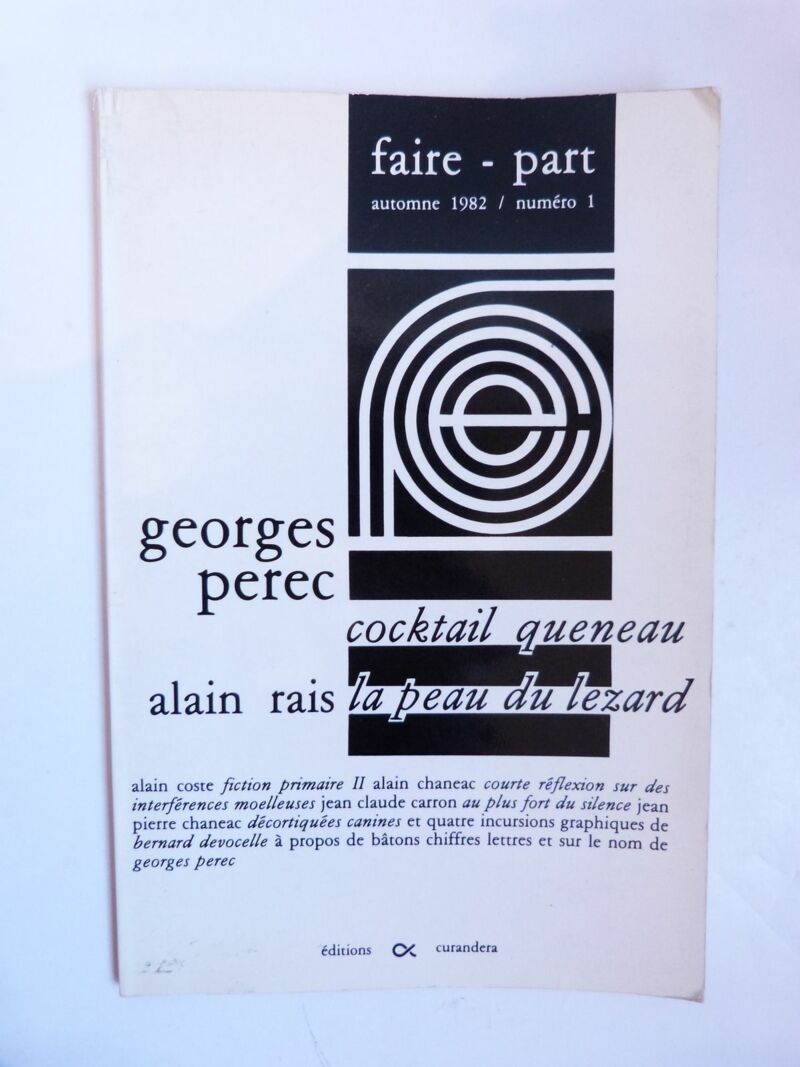 faire - part
automne 1982 / numéro 1
georges
perec
cocktail queneau
alain rais la peau du lezard
alain coste fiction primaire II alain chaneac courte réflexion sur des
interférences moelleuses jean claude carron au plus fort du silence jean
pierre chaneac décortiquées canines et quatre incursions graphiques de
bernard devocelle à propos de bâtons chiffres lettres et sur le nom de
georges perec
éditions curandera